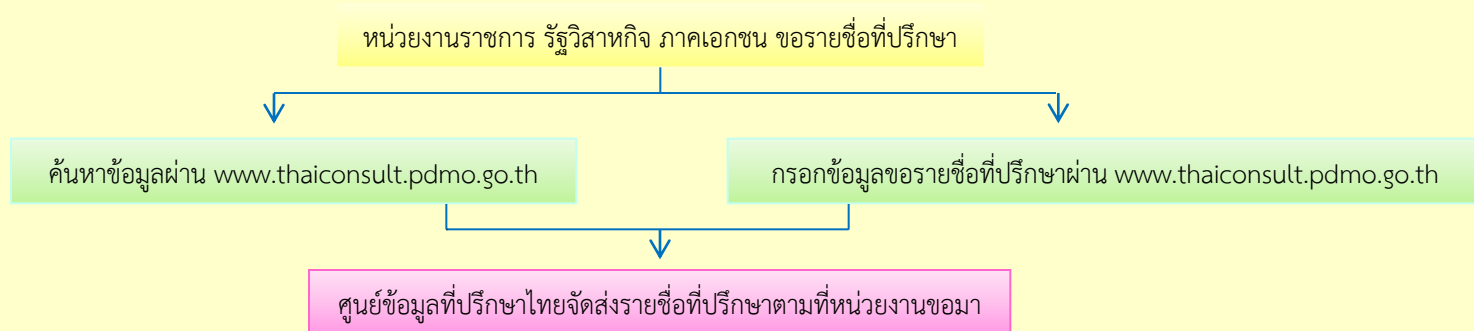 หน่วยงานราชการ รัฐวิสาหกิจ ภาคเอกชน ขอรายชื่อที่ปรึกษา
ค้นหาข้อมูลผ่าน www.thaiconsult.pdmo.go.th
กรอกข้อมูลขอรายชื่อที่ปรึกษาผ่าน www.thaiconsult.pdmo.go.th
ศูนย์ข้อมูลที่ปรึกษาไทยจัดส่งรายชื่อที่ปรึกษาตามที่หน่วยงานขอมา